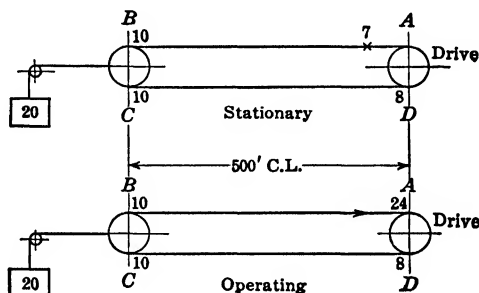 B 7 A
10 ×
Drive
20
10 8
C Stationary D
500' C.L.
B A
10 24
Drive
20
10 8
C Operating D